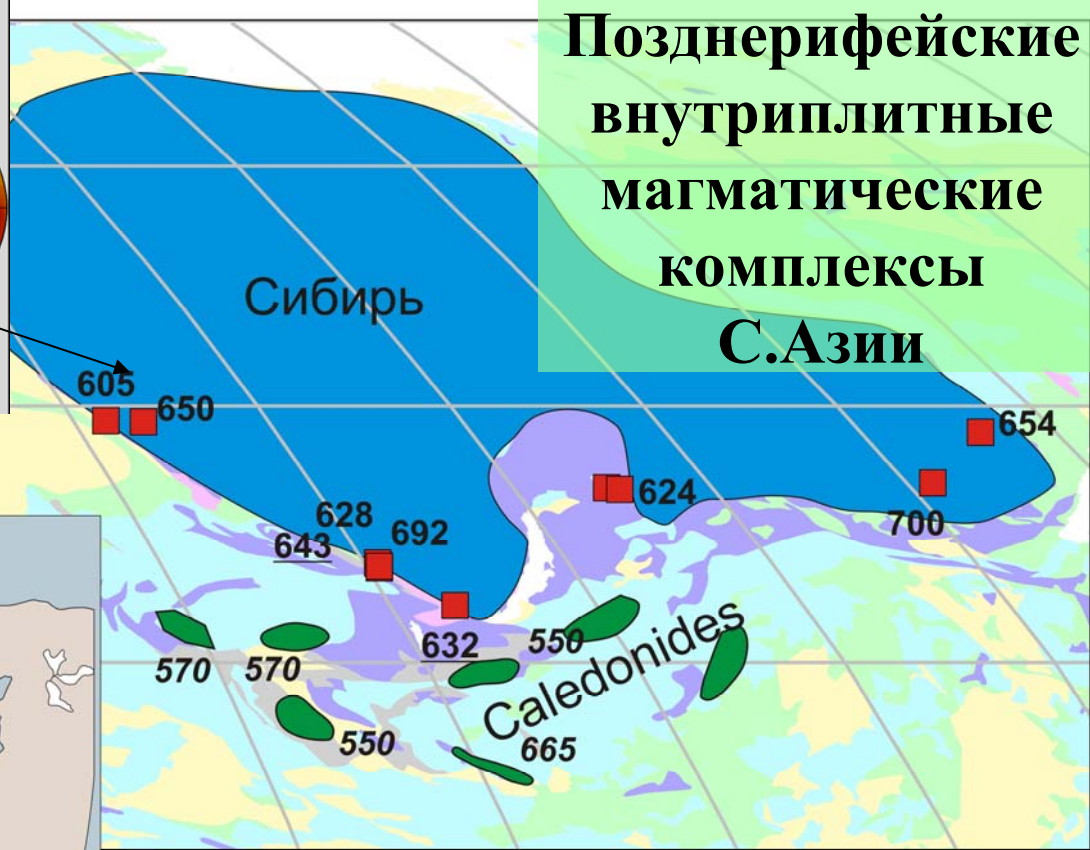 Позднерифейские
внутриплитные
магматические
комплексы
С.Азии
Сибирь
605
650
654
624
700
628
692
643
632
550
570
570
Caledonides
550
665